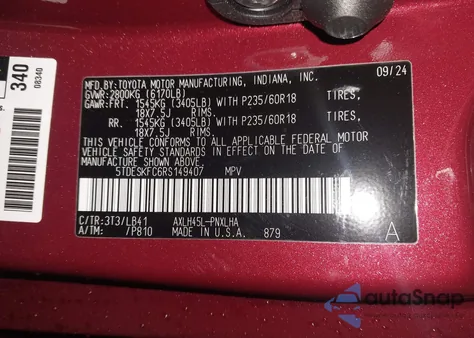 340
08340
MFD.BY: TOYOTA MOTOR MANUFACTURING, INDIANA, INC. 09/24
GVWR: 2800KG (6170LB)
GAWR: FRT. 1545KG (3405LB) WITH P235/60R18 TIRES,
18X7.5J RIMS
RR. 1545KG (3405LB) WITH P235/60R18 TIRES,
18X7.5J RIMS
THIS VEHICLE CONFORMS TO ALL APPLICABLE FEDERAL MOTOR
VEHICLE SAFETY STANDARDS IN EFFECT ON THE DATE OF
MANUFACTURE SHOWN ABOVE.
5TDESKFC6RS149407 MPV
C/TR: 3T3/LB41 AXLH45L-PNXLHA
A/TM: /P810 MADE IN U.S.A. 879 A
autoSnap